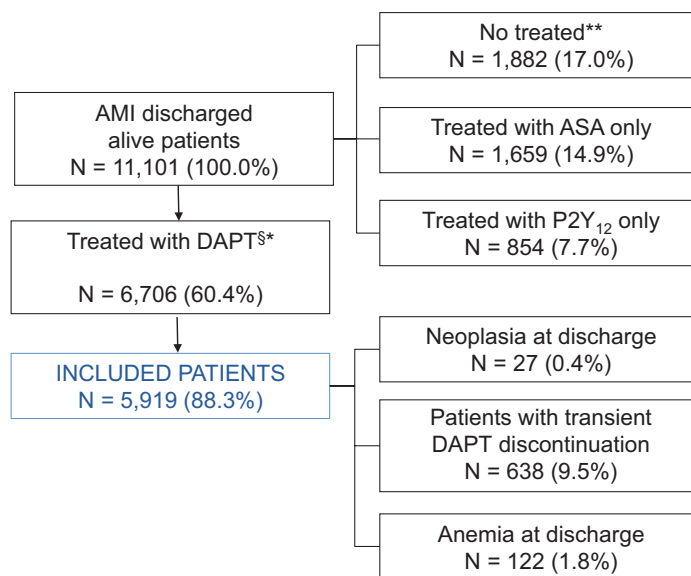 No treated**
N = 1,882 (17.0%)
AMI discharged
alive patients
N = 11,101 (100.0%)
Treated with ASA only
N = 1,659 (14.9%)
Treated with P2Y₁₂ only
N = 854 (7.7%)
Treated with DAPT§*
N = 6,706 (60.4%)
INCLUDED PATIENTS
N = 5,919 (88.3%)
Neoplasia at discharge
N = 27 (0.4%)
Patients with transient
DAPT discontinuation
N = 638 (9.5%)
Anemia at discharge
N = 122 (1.8%)